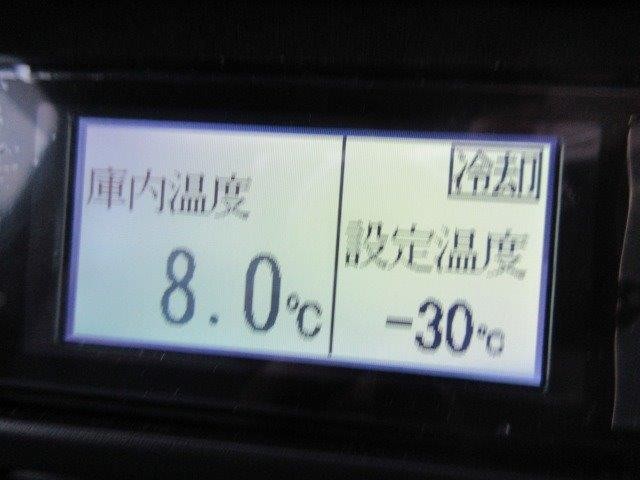 庫内温度
8.0℃
冷却
設定温度
-30℃